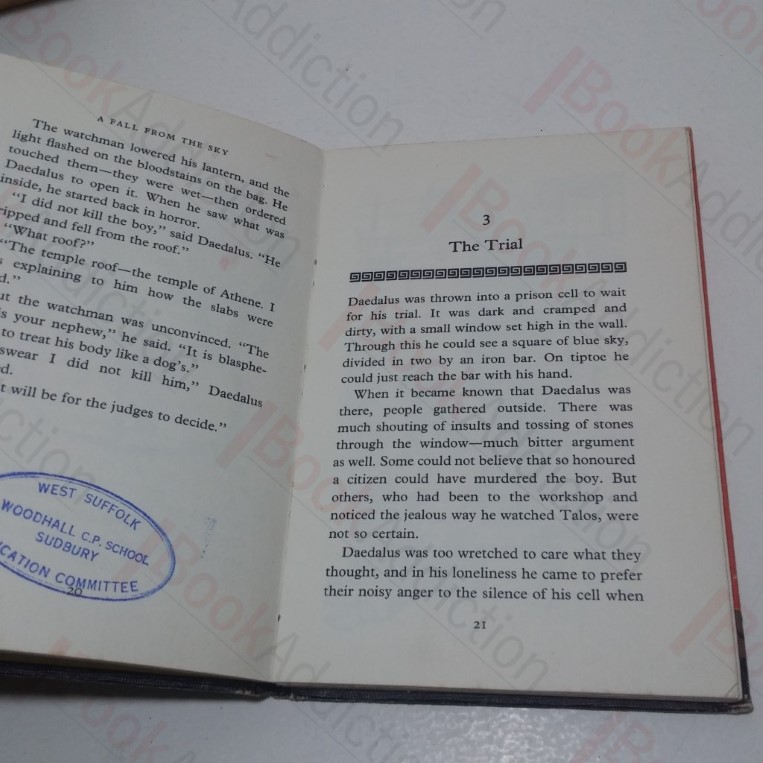 A FALL FROM THE SKY
The watchman lowered his lantern, and the
light flashed on the bloodstains on the bag. He
touched them—they were wet—then ordered
Daedalus to open it. When he saw what was
inside, he started back in horror.
"I did not kill the boy," said Daedalus. "He
ripped and fell from the roof."
"What roof?"
"The temple roof—the temple of Athene. I
explaining to him how the slabs were
d."
ut the watchman was unconvinced. "The
is your nephew," he said. "It is blasphe-
to treat his body like a dog's."
swear I did not kill him," Daedalus
d.
t will be for the judges to decide."
WEST SUFFOLK
WOODHALL C.P. SCHOOL
SUDBURY
CATION COMMITTEE
20
3
The Trial
Daedalus was thrown into a prison cell to wait
for his trial. It was dark and cramped and
dirty, with a small window set high in the wall.
Through this he could see a square of blue sky,
divided in two by an iron bar. On tiptoe he
could just reach the bar with his hand.
When it became known that Daedalus was
there, people gathered outside. There was
much shouting of insults and tossing of stones
through the window—much bitter argument
as well. Some could not believe that so honoured
a citizen could have murdered the boy. But
others, who had been to the workshop and
noticed the jealous way he watched Talos, were
not so certain.
Daedalus was too wretched to care what they
thought, and in his loneliness he came to prefer
their noisy anger to the silence of his cell when
21
BookAddiction